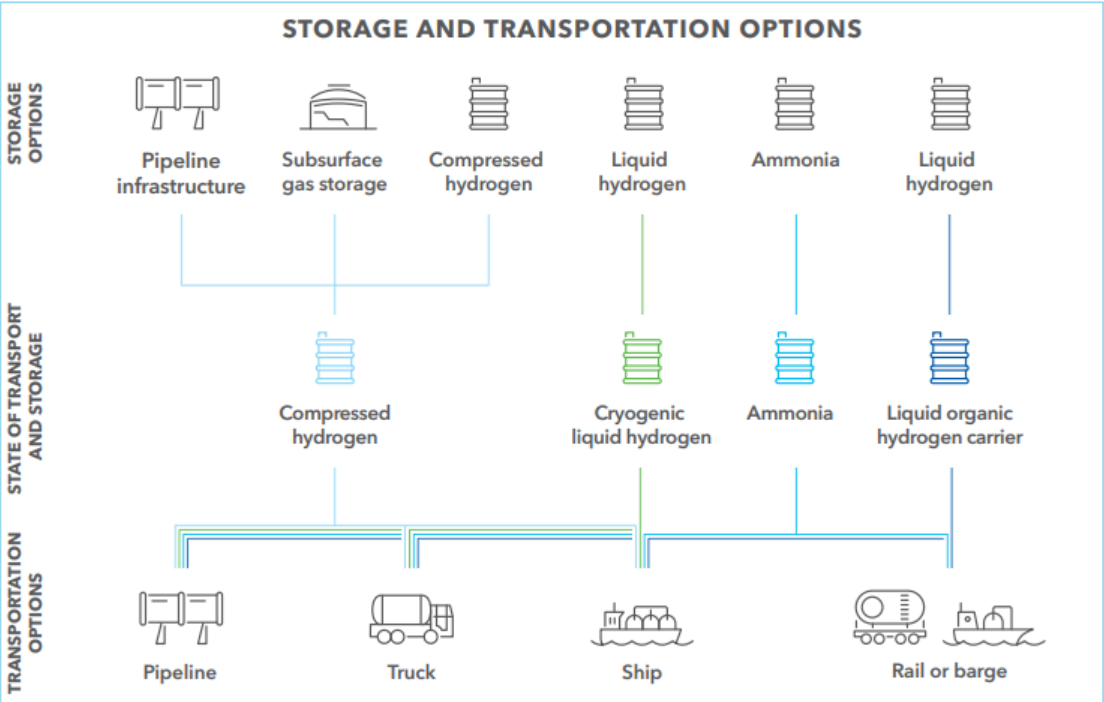 STORAGE AND TRANSPORTATION OPTIONS
STORAGE
OPTIONS
Pipeline
infrastructure
Subsurface
gas storage
Compressed
hydrogen
Liquid
hydrogen
Ammonia
Liquid
hydrogen
STATE OF TRANSPORT
AND STORAGE
Compressed
hydrogen
Cryogenic
liquid hydrogen
Ammonia
Liquid organic
hydrogen carrier
TRANSPORTATION
OPTIONS
Pipeline
Truck
Ship
Rail or barge